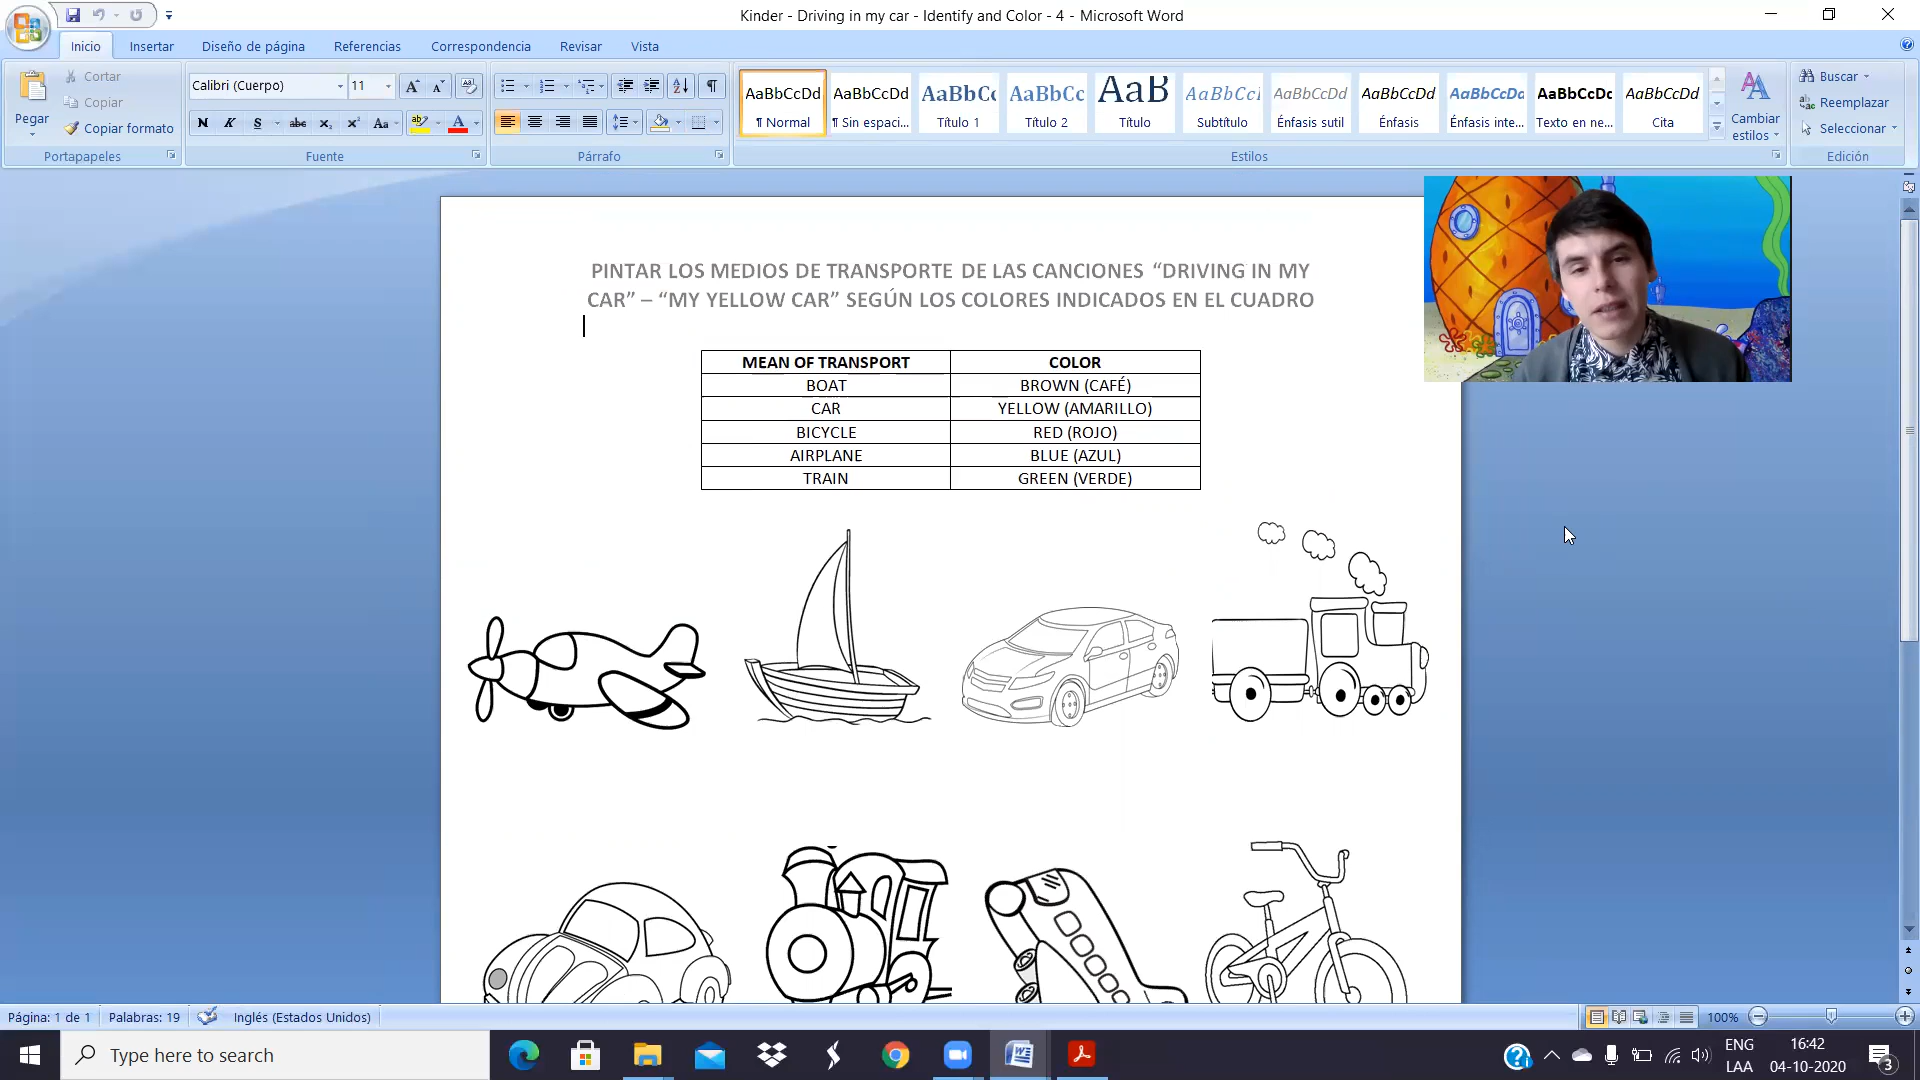 Kinder - Driving in my car - Identify and Color - 4 - Microsoft Word
Inicio Insertar Diseño de página Referencias Correspondencia Revisar Vista
Pegar
Cortar
Copiar
Copiar formato
Portapapeles
Calibri (Cuerpo) 11
Fuente
Párrafo
AaBbCcDd AaBbCcDd AaBbCc AaBbCc AaB AaBbCcI AaBbCcDd AaBbCcDd AaBbCcDd AaBbCcDc AaBbCcDd
¶ Normal ¶ Sin espaci... Título 1 Título 2 Título Subtítulo Énfasis sutil Énfasis Énfasis inte... Texto en ne... Cita
Cambiar
estilos
Estilos
Buscar
Reemplazar
Seleccionar
Edición
PINTAR LOS MEDIOS DE TRANSPORTE DE LAS CANCIONES “DRIVING IN MY
CAR” – “MY YELLOW CAR” SEGÚN LOS COLORES INDICADOS EN EL CUADRO
MEAN OF TRANSPORT COLOR
BOAT BROWN (CAFÉ)
CAR YELLOW (AMARILLO)
BICYCLE RED (ROJO)
AIRPLANE BLUE (AZUL)
TRAIN GREEN (VERDE)
Página: 1 de 1 Palabras: 19 Inglés (Estados Unidos) 100%
Type here to search
ENG
LAA
16:42
04-10-2020
3